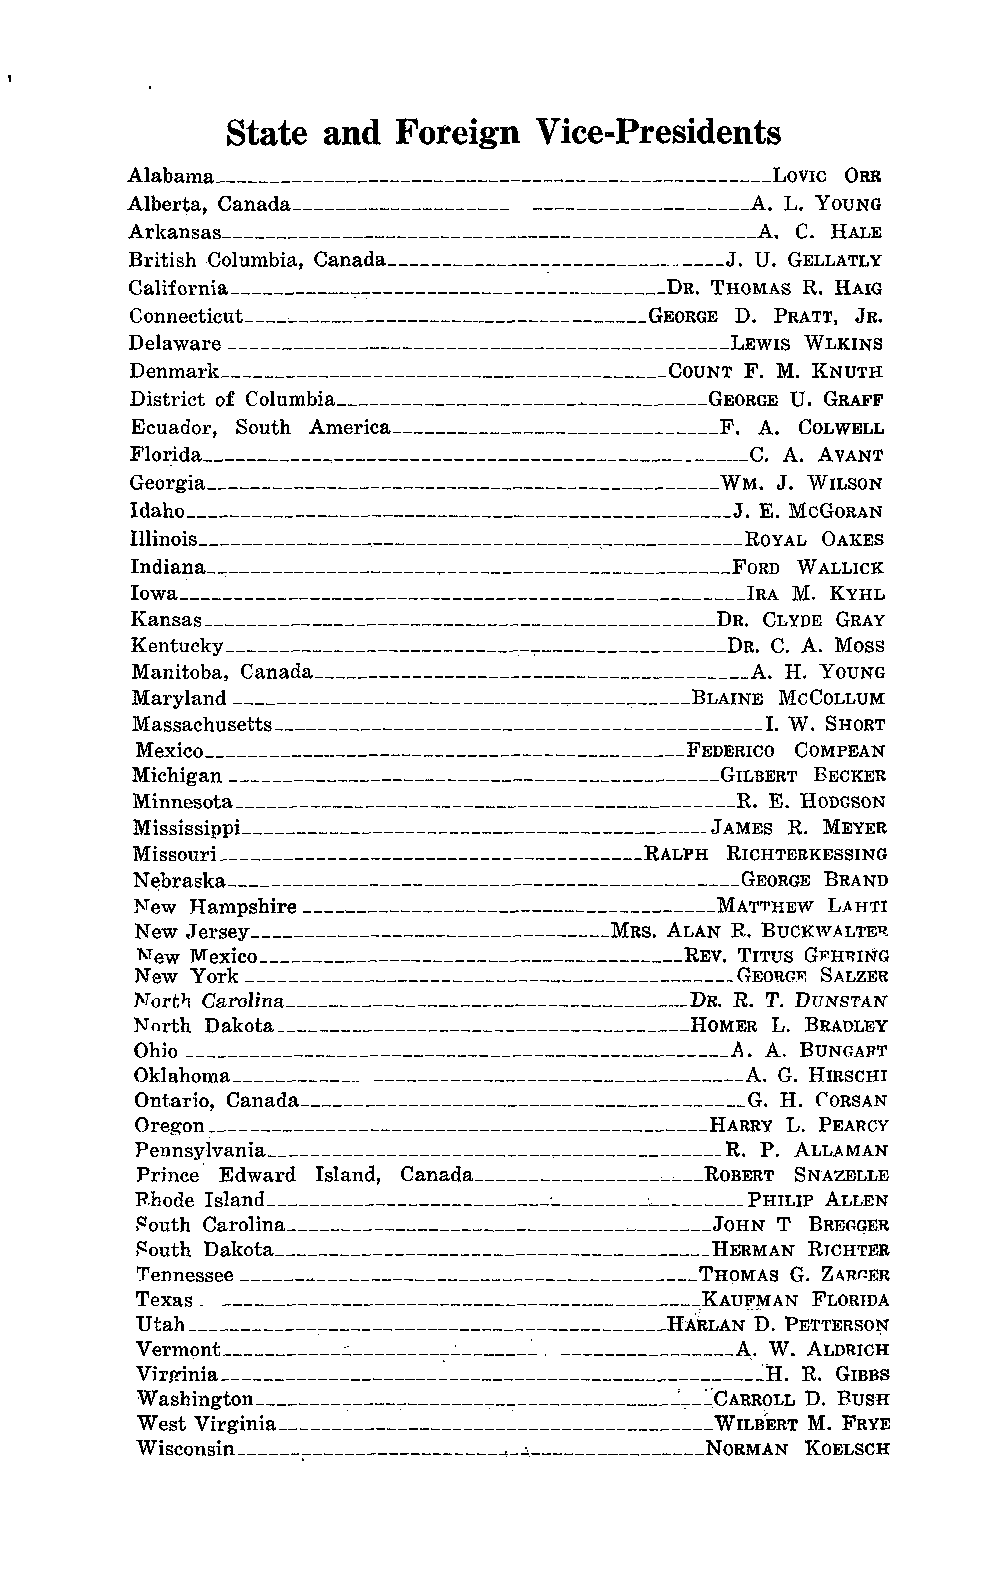 State and Foreign Vice-Presidents
Alabama LOVIC ORR
Alberta, Canada A. L. YOUNG
Arkansas A. C. HALE
British Columbia, Canada J. U. GELLATLY
California DR. THOMAS R. HAIG
Connecticut GEORGE D. PRATT, JR.
Delaware LEWIS WLKINS
Denmark COUNT F. M. KNUTH
District of Columbia GEORGE U. GRAFF
Ecuador, South America F. A. COLWELL
Florida C. A. AVANT
Georgia WM. J. WILSON
Idaho J. E. MCGORAN
Illinois ROYAL OAKES
Indiana FORD WALLICK
Iowa IRA M. KYHL
Kansas DR. CLYDE GRAY
Kentucky DR. C. A. MOSS
Manitoba, Canada A. H. YOUNG
Maryland BLAINE MCCOLLUM
Massachusetts I. W. SHORT
Mexico FEDERICO COMPEAN
Michigan GILBERT BECKER
Minnesota R. E. HODGSON
Mississippi JAMES R. MEYER
Missouri RALPH RICHTERKESSING
Nebraska GEORGE BRAND
New Hampshire MATTHEW LAHTI
New Jersey MRS. ALAN R. BUCKWALTER
New Mexico REV. TITUS GEHRING
New York GEORGE SALZER
North Carolina DR. R. T. DUNSTAN
North Dakota HOMER L. BRADLEY
Ohio A. A. BUNGART
Oklahoma A. G. HIRSCHI
Ontario, Canada G. H. CORSAN
Oregon HARRY L. PEARCY
Pennsylvania R. P. ALLAMAN
Prince Edward Island, Canada ROBERT SNAZELLE
Rhode Island PHILIP ALLEN
South Carolina JOHN T BREGGER
South Dakota HERMAN RICHTER
Tennessee THOMAS G. ZARGER
Texas KAUFMAN FLORIDA
Utah HARLAN D. PETTERSON
Vermont A. W. ALDRICH
Virginia H. R. GIBBS
Washington CARROLL D. BUSH
West Virginia WILBERT M. FRYE
Wisconsin NORMAN KOELSCH